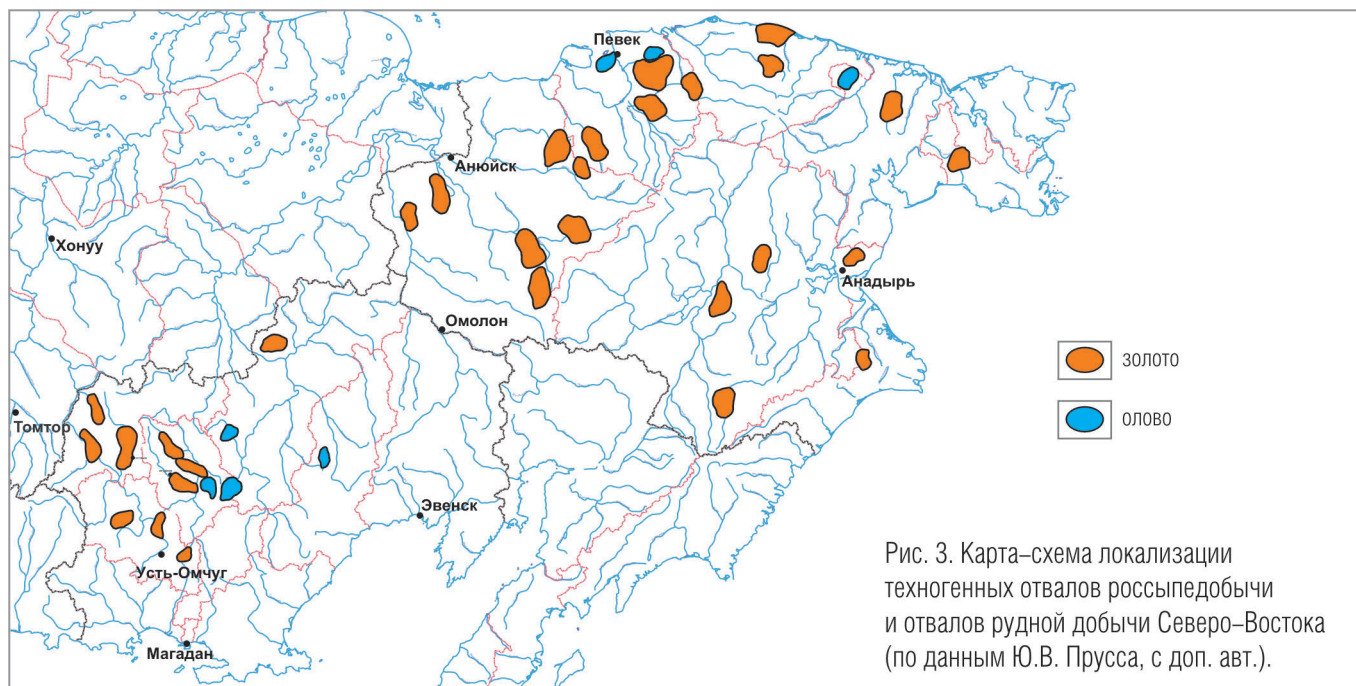 Певек
Анюйск
Хонуу
Анадырь
Омолон
золото
олово
Томтор
Эвенск
Усть-Омчуг
Магадан
Рис. 3. Карта–схема локализации
техногенных отвалов россыпедобычи
и отвалов рудной добычи Северо–Востока
(по данным Ю.В. Прусса, с доп. авт.).